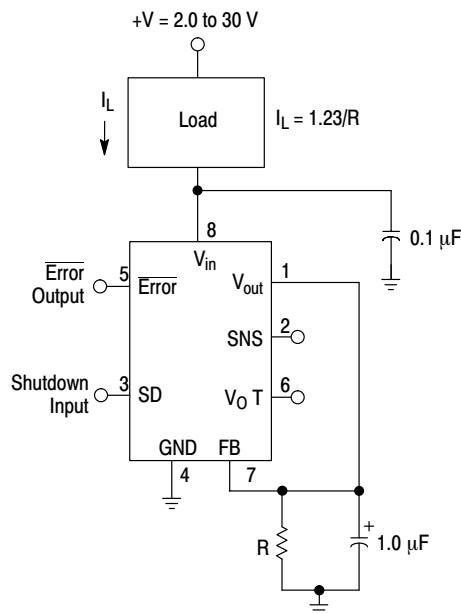 +V = 2.0 to 30 V
I_L
Load
I_L = 1.23/R
8
0.1 μF
V_in
Error
Output
5
Error
V_out
1
SNS
2
Shutdown
Input
3
SD
V_O T
6
GND
FB
4
7
R
+
1.0 μF